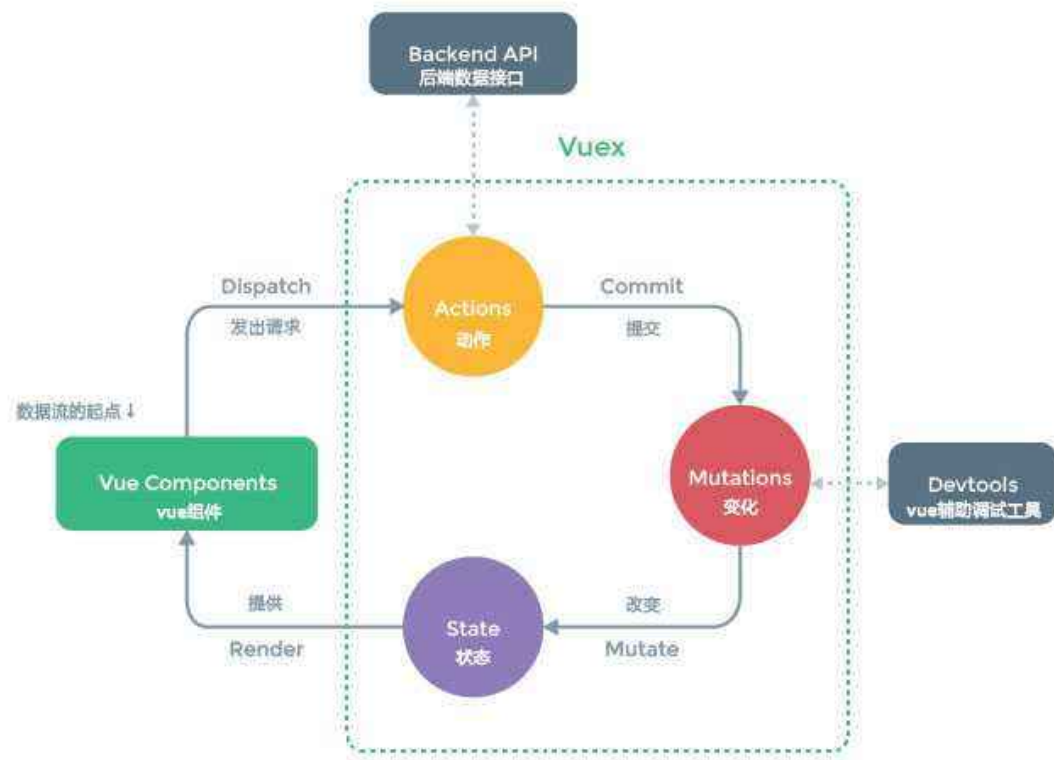 Backend API
后端数据接口
Vuex
Dispatch
发出请求
Actions
动作
Commit
提交
数据流的起点↓
Vue Components
vue组件
Mutations
变化
Devtools
vue辅助调试工具
提供
Render
State
状态
改变
Mutate